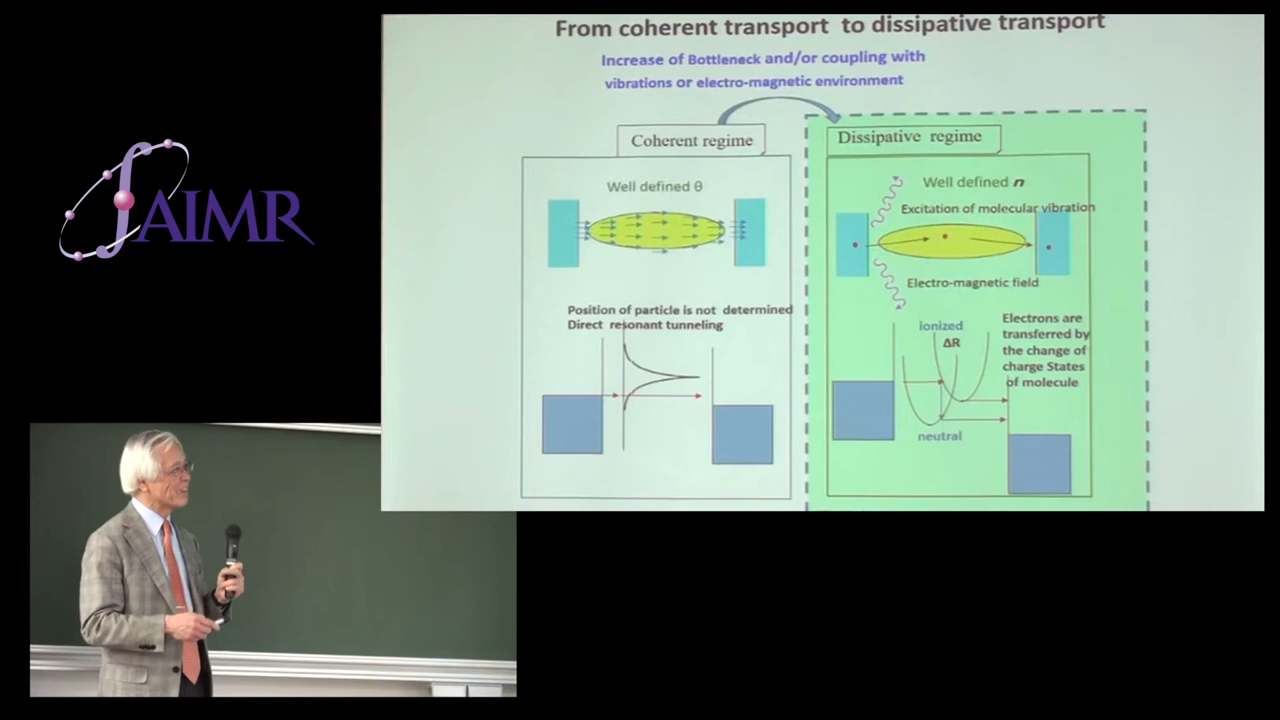 AIMR
From coherent transport to dissipative transport
Increase of Bottleneck and/or coupling with
vibrations or electro-magnetic environment
Coherent regime
Well defined θ
Position of particle is not determined
Direct resonant tunneling
Dissipative regime
Well defined n
Excitation of molecular vibration
Electro-magnetic field
ionized
ΔR
neutral
Electrons are
transferred by
the change of
charge States
of molecule